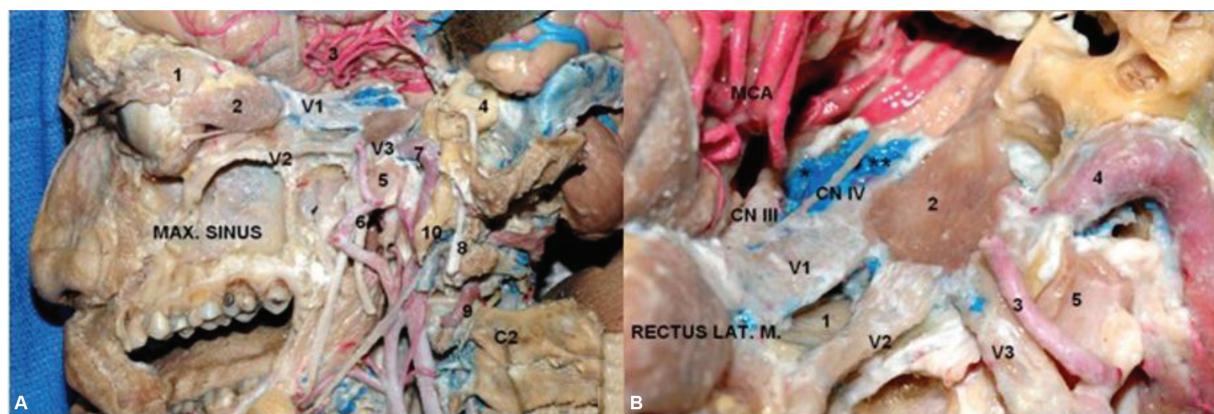 1
2
3
V1
4
V2
V3
7
5
MAX. SINUS
6
10
8
9
C2
A
MCA
*
**
CN IV
CN III
2
4
V1
3
5
1
RECTUS LAT. M.
V2
V3
B